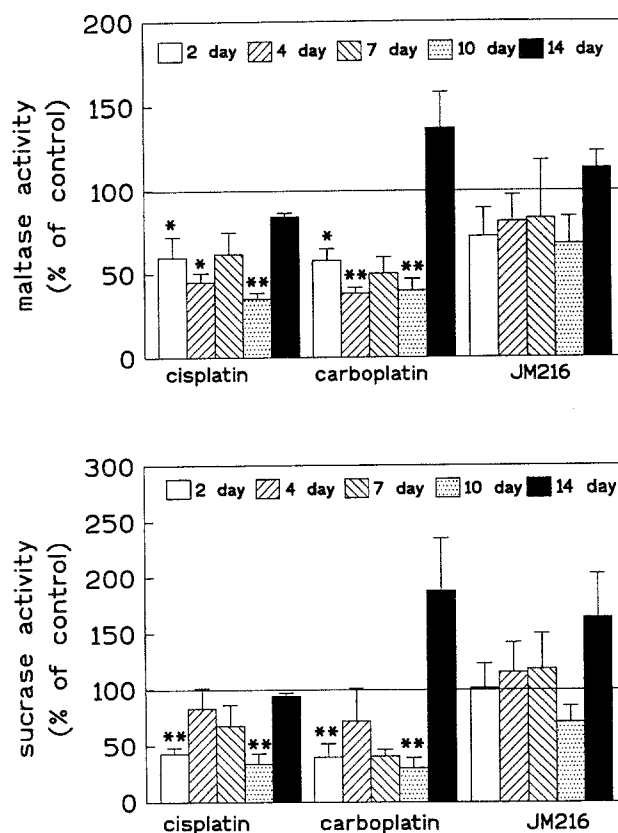 200
150
100
50
0
maltase activity
(% of control)
2 day 4 day 7 day 10 day 14 day
* * ** * ** **
cisplatin carboplatin JM216
300
250
200
150
100
50
0
sucrase activity
(% of control)
2 day 4 day 7 day 10 day 14 day
** ** ** **
cisplatin carboplatin JM216